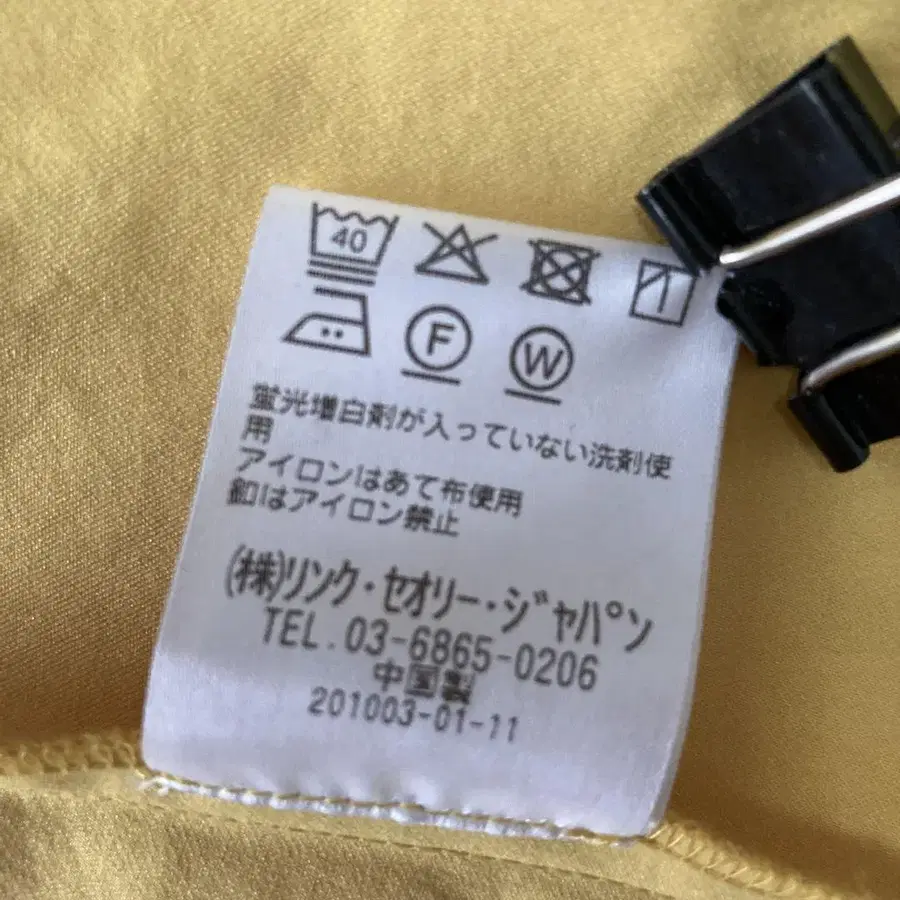 40
F W
蛍光増白剤が入っていない洗剤使
用
アイロンはあて布使用
釦はアイロン禁止
(株)リンク・セオリー・ジャパン
TEL.03-6865-0206
中国製
201003-01-11